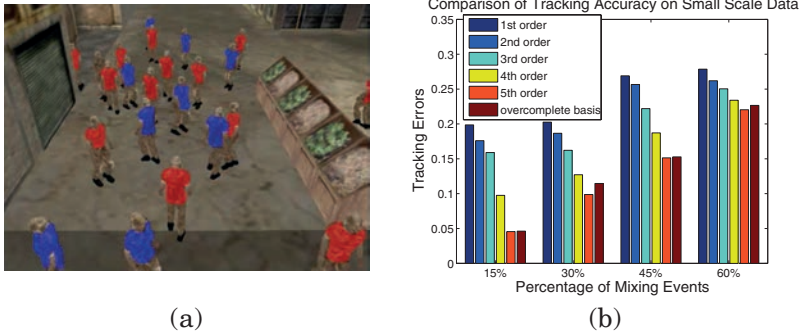 Comparison of Tracking Accuracy on Small Scale Data
0.35
0.3
0.25
0.2
0.15
0.1
0.05
0
Tracking Errors
1st order
2nd order
3rd order
4th order
5th order
overcomplete basis
15%
30%
45%
60%
Percentage of Mixing Events
(a)
(b)